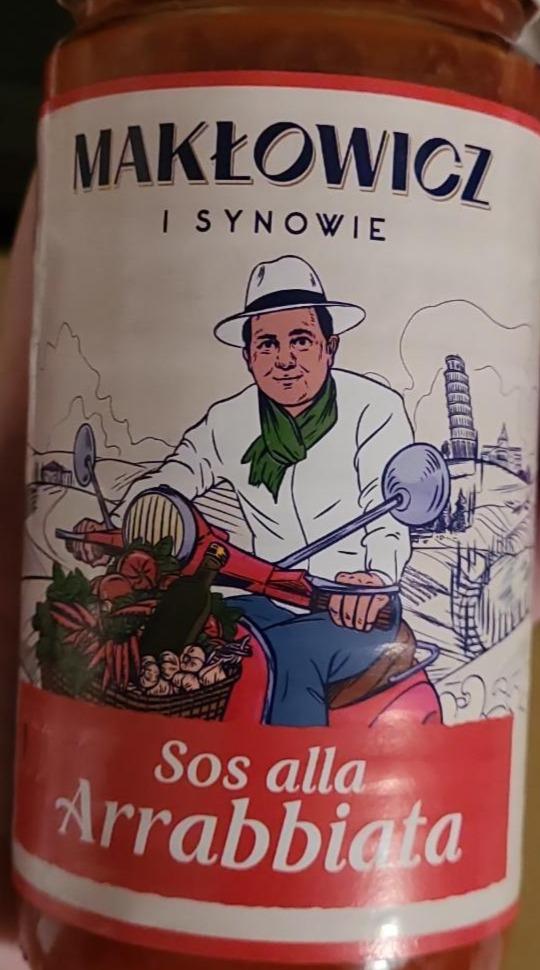 MAKŁOWICZ
I SYNOWIE
Sos alla
Arrabbiata